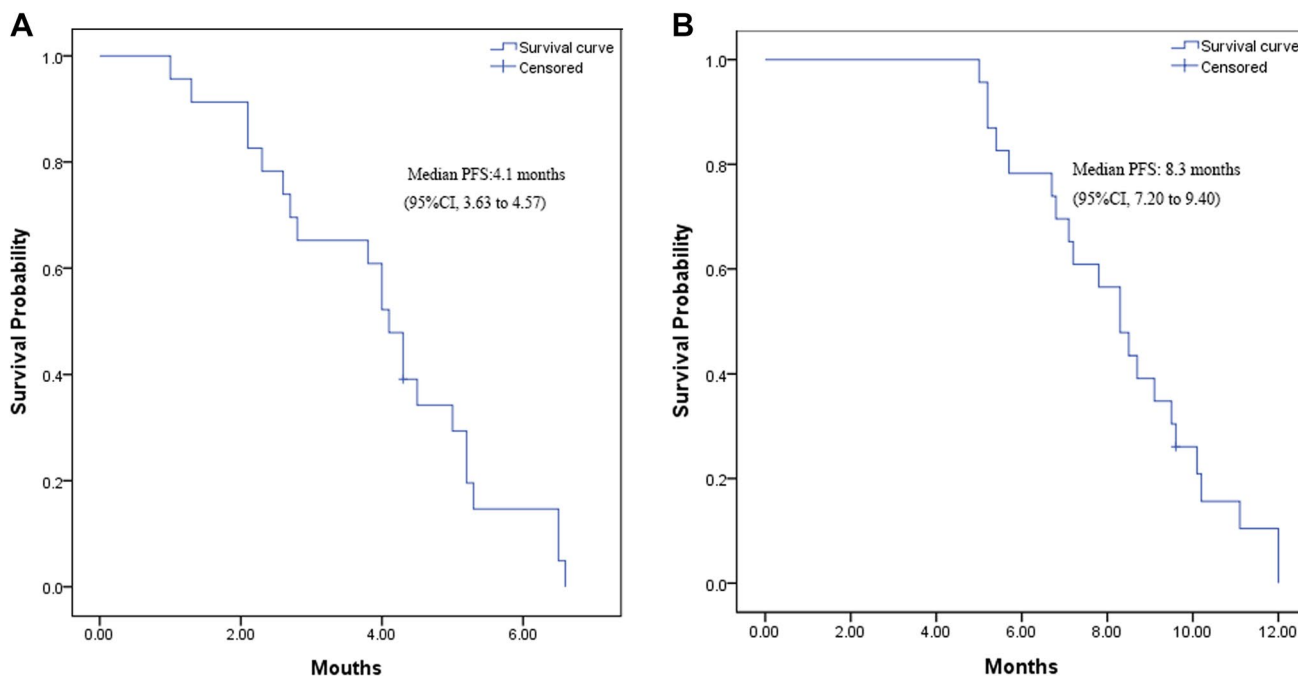 A
Survival curve
Censored
Median PFS:4.1 months
(95%CI, 3.63 to 4.57)
1.0
0.8
0.6
0.4
0.2
0.0
Survival Probability
0.00 2.00 4.00 6.00
Mouths
B
Survival curve
Censored
Median PFS: 8.3 months
(95%CI, 7.20 to 9.40)
1.0
0.8
0.6
0.4
0.2
0.0
Survival Probability
0.00 2.00 4.00 6.00 8.00 10.00 12.00
Months